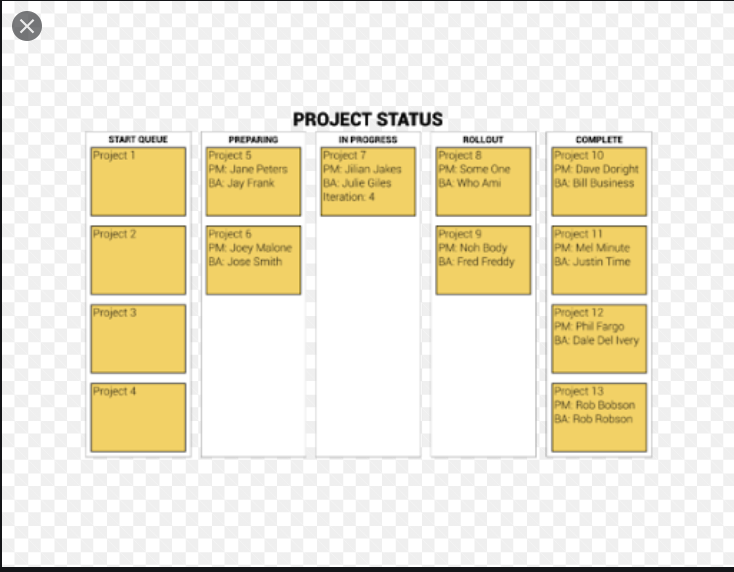 PROJECT STATUS
START QUEUE
Project 1
Project 2
Project 3
Project 4
PREPARING
Project 5
PM: Jane Peters
BA: Jay Frank
Project 6
PM: Joey Malone
BA: Jose Smith
IN PROGRESS
Project 7
PM: Jilian Jakes
BA: Julie Giles
Iteration: 4
ROLLOUT
Project 8
PM: Some One
BA: Who Ami
Project 9
PM: Noh Body
BA: Fred Freddy
COMPLETE
Project 10
PM: Dave Doright
BA: Bill Business
Project 11
PM: Mel Minute
BA: Justin Time
Project 12
PM: Phil Fargo
BA: Dale Del Ivery
Project 13
PM: Rob Bobson
BA: Rob Robson